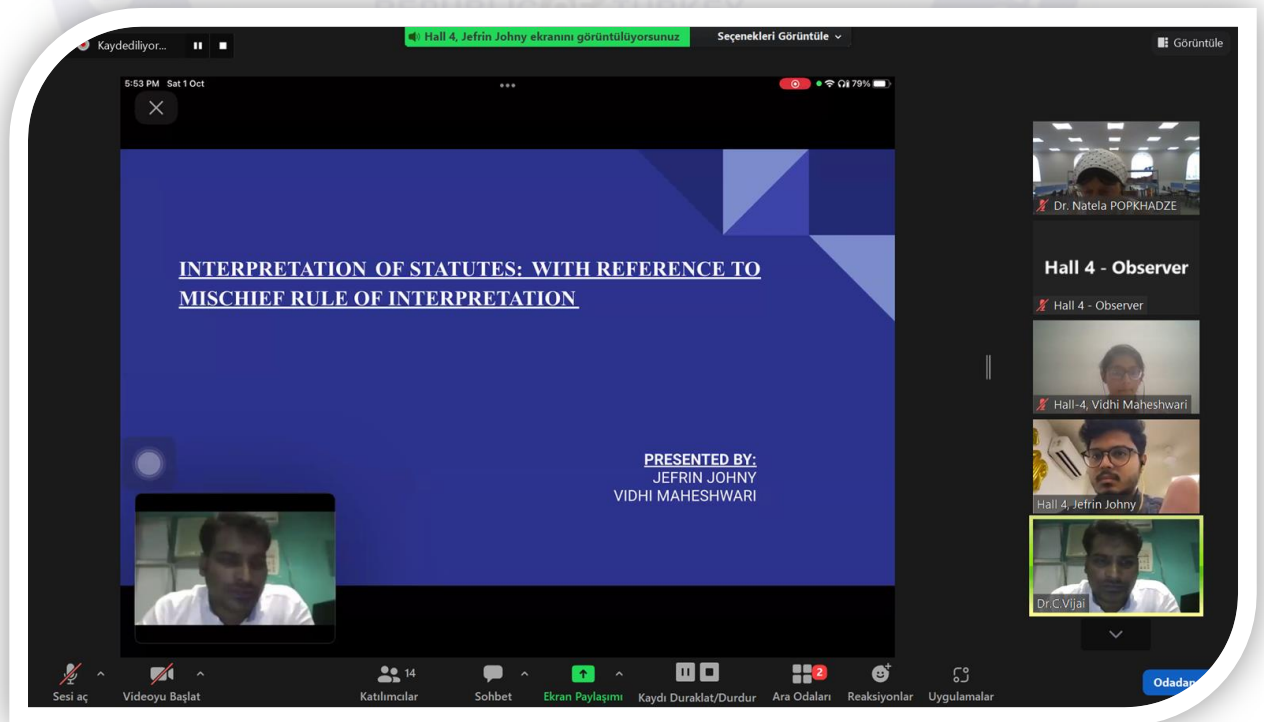 REPUBLIC OF TURKEY
Kaydediliyor...
Hall 4, Jefrin Johny ekranını görüntülüyorsunuz
Seçenekleri Görüntüle
Görüntüle
5:53 PM Sat 1 Oct
79%
INTERPRETATION OF STATUTES: WITH REFERENCE TO
MISCHIEF RULE OF INTERPRETATION
PRESENTED BY:
JEFRIN JOHNY
VIDHI MAHESHWARI
Dr. Natela POPKHADZE
Hall 4 - Observer
Hall 4 - Observer
Hall-4, Vidhi Maheshwari
Hall 4, Jefrin Johny
Dr.C.Vijai
Sesi aç
Videoyu Başlat
14
Katılımcılar
Sohbet
Ekran Paylaşımı
Kaydı Duraklat/Durdur
2
Ara Odaları
Reaksiyonlar
Uygulamalar